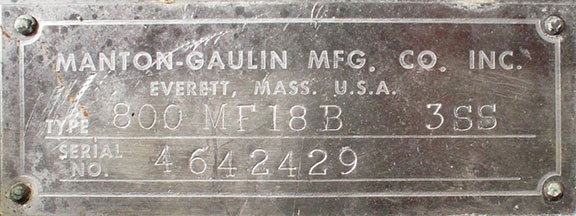 MANTON-GAULIN MFG. CO. INC.
EVERETT, MASS. U.S.A.
TYPE 800 MF18B 3SS
SERIAL NO. 4642429